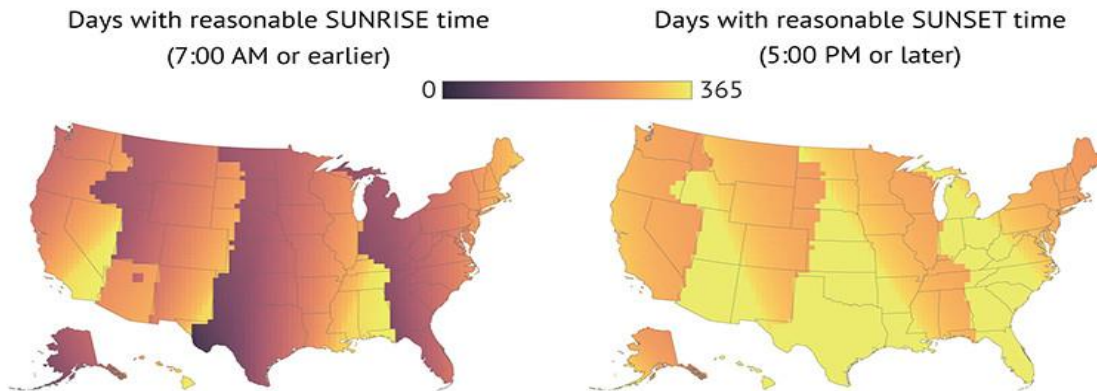 Days with reasonable SUNRISE time
(7:00 AM or earlier)
Days with reasonable SUNSET time
(5:00 PM or later)
0
365